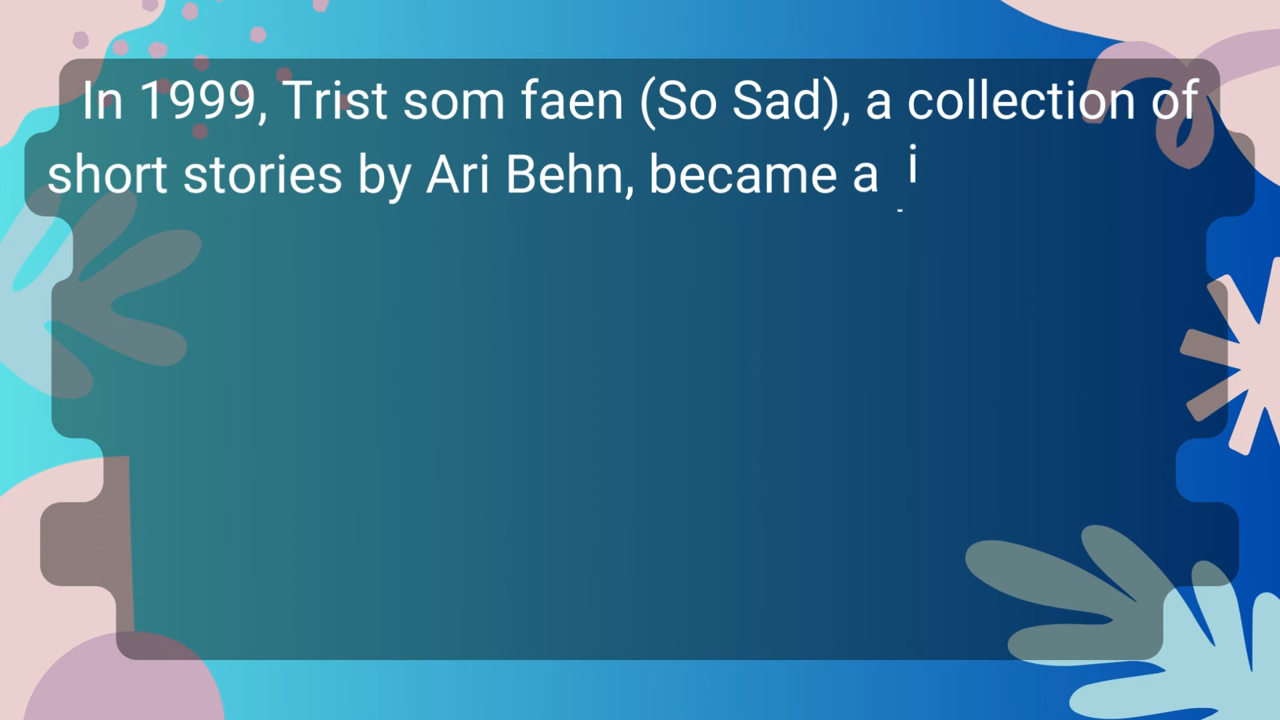 In 1999, Trist som faen (So Sad), a collection of
short stories by Ari Behn, became a